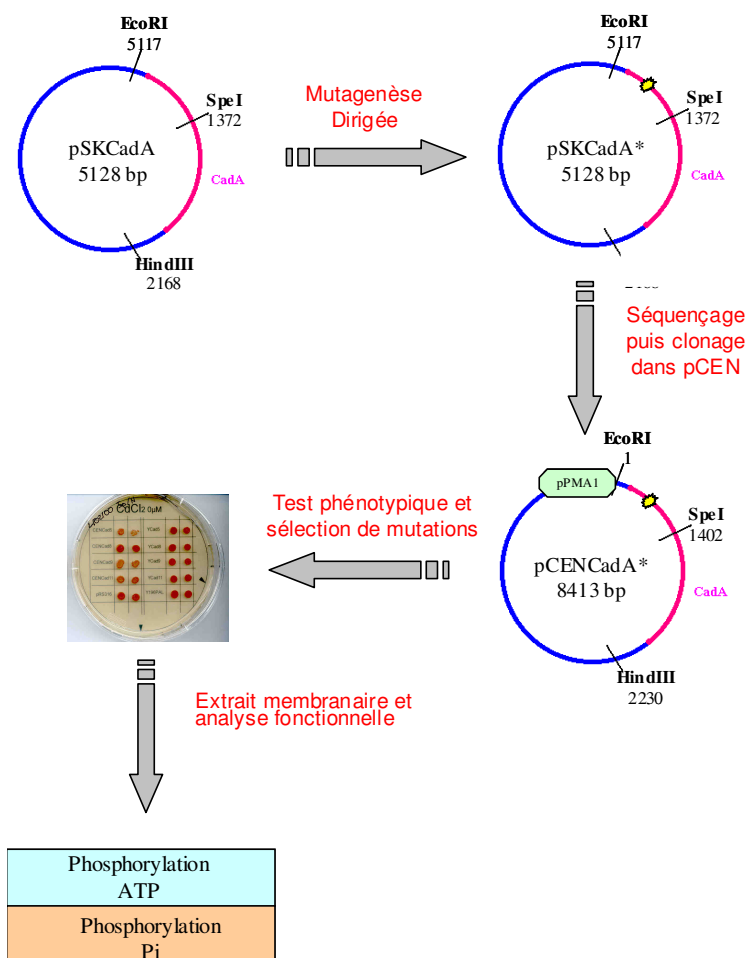 EcoRI
5117
SpeI
1372
pSKCadA
5128 bp
CadA
HindIII
2168
Mutagenèse
Dirigée
EcoRI
5117
SpeI
1372
pSKCadA*
5128 bp
CadA
Séquençage
puis clonage
dans pCEN
EcoRI
1
pPMA1
SpeI
1402
pCENCadA*
8413 bp
CadA
HindIII
2230
Test phénotypique et
sélection de mutations
CdCl2 0µM
Extrait membranaire et
analyse fonctionnelle
Phosphorylation
ATP
Phosphorylation
Pi